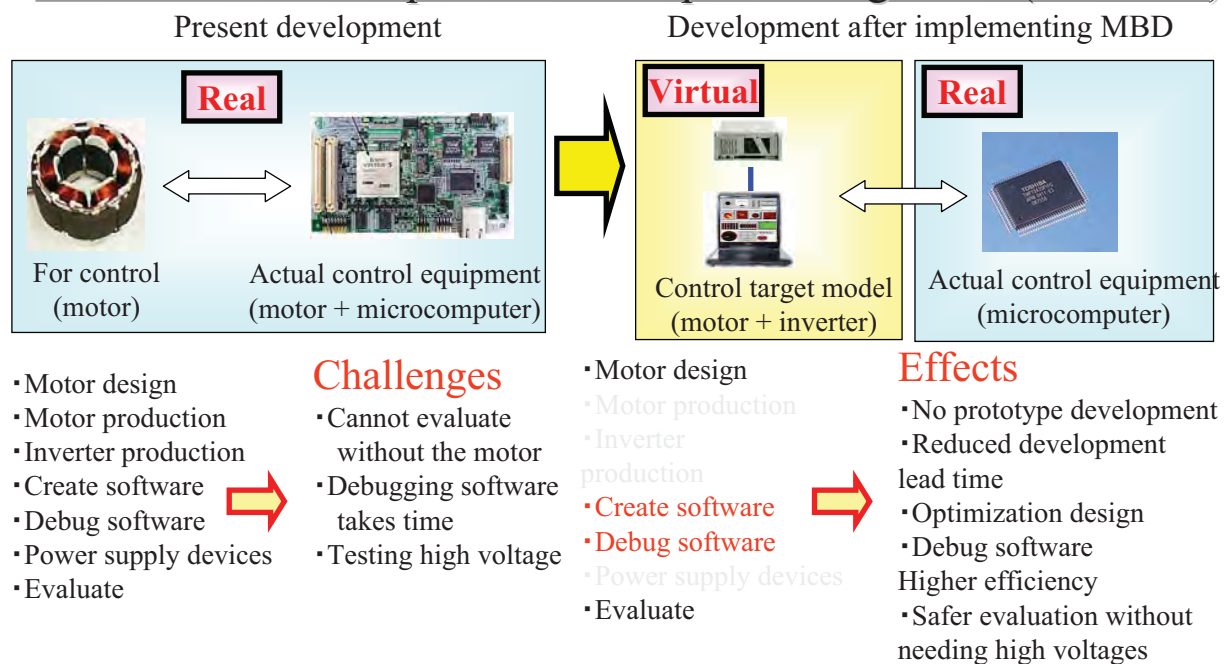 Present development
Development after implementing MBD
Real
Virtual
Real
TOSHIBA
For control
(motor)
Actual control equipment
(motor + microcomputer)
Control target model
(motor + inverter)
Actual control equipment
(microcomputer)
・Motor design
・Motor production
・Inverter production
・Create software
・Debug software
・Power supply devices
・Evaluate
Challenges
・Cannot evaluate
without the motor
・Debugging software
takes time
・Testing high voltage
・Motor design
・Motor production
・Inverter
production
・Create software
・Debug software
・Power supply devices
・Evaluate
Effects
・No prototype development
・Reduced development
lead time
・Optimization design
・Debug software
Higher efficiency
・Safer evaluation without
needing high voltages